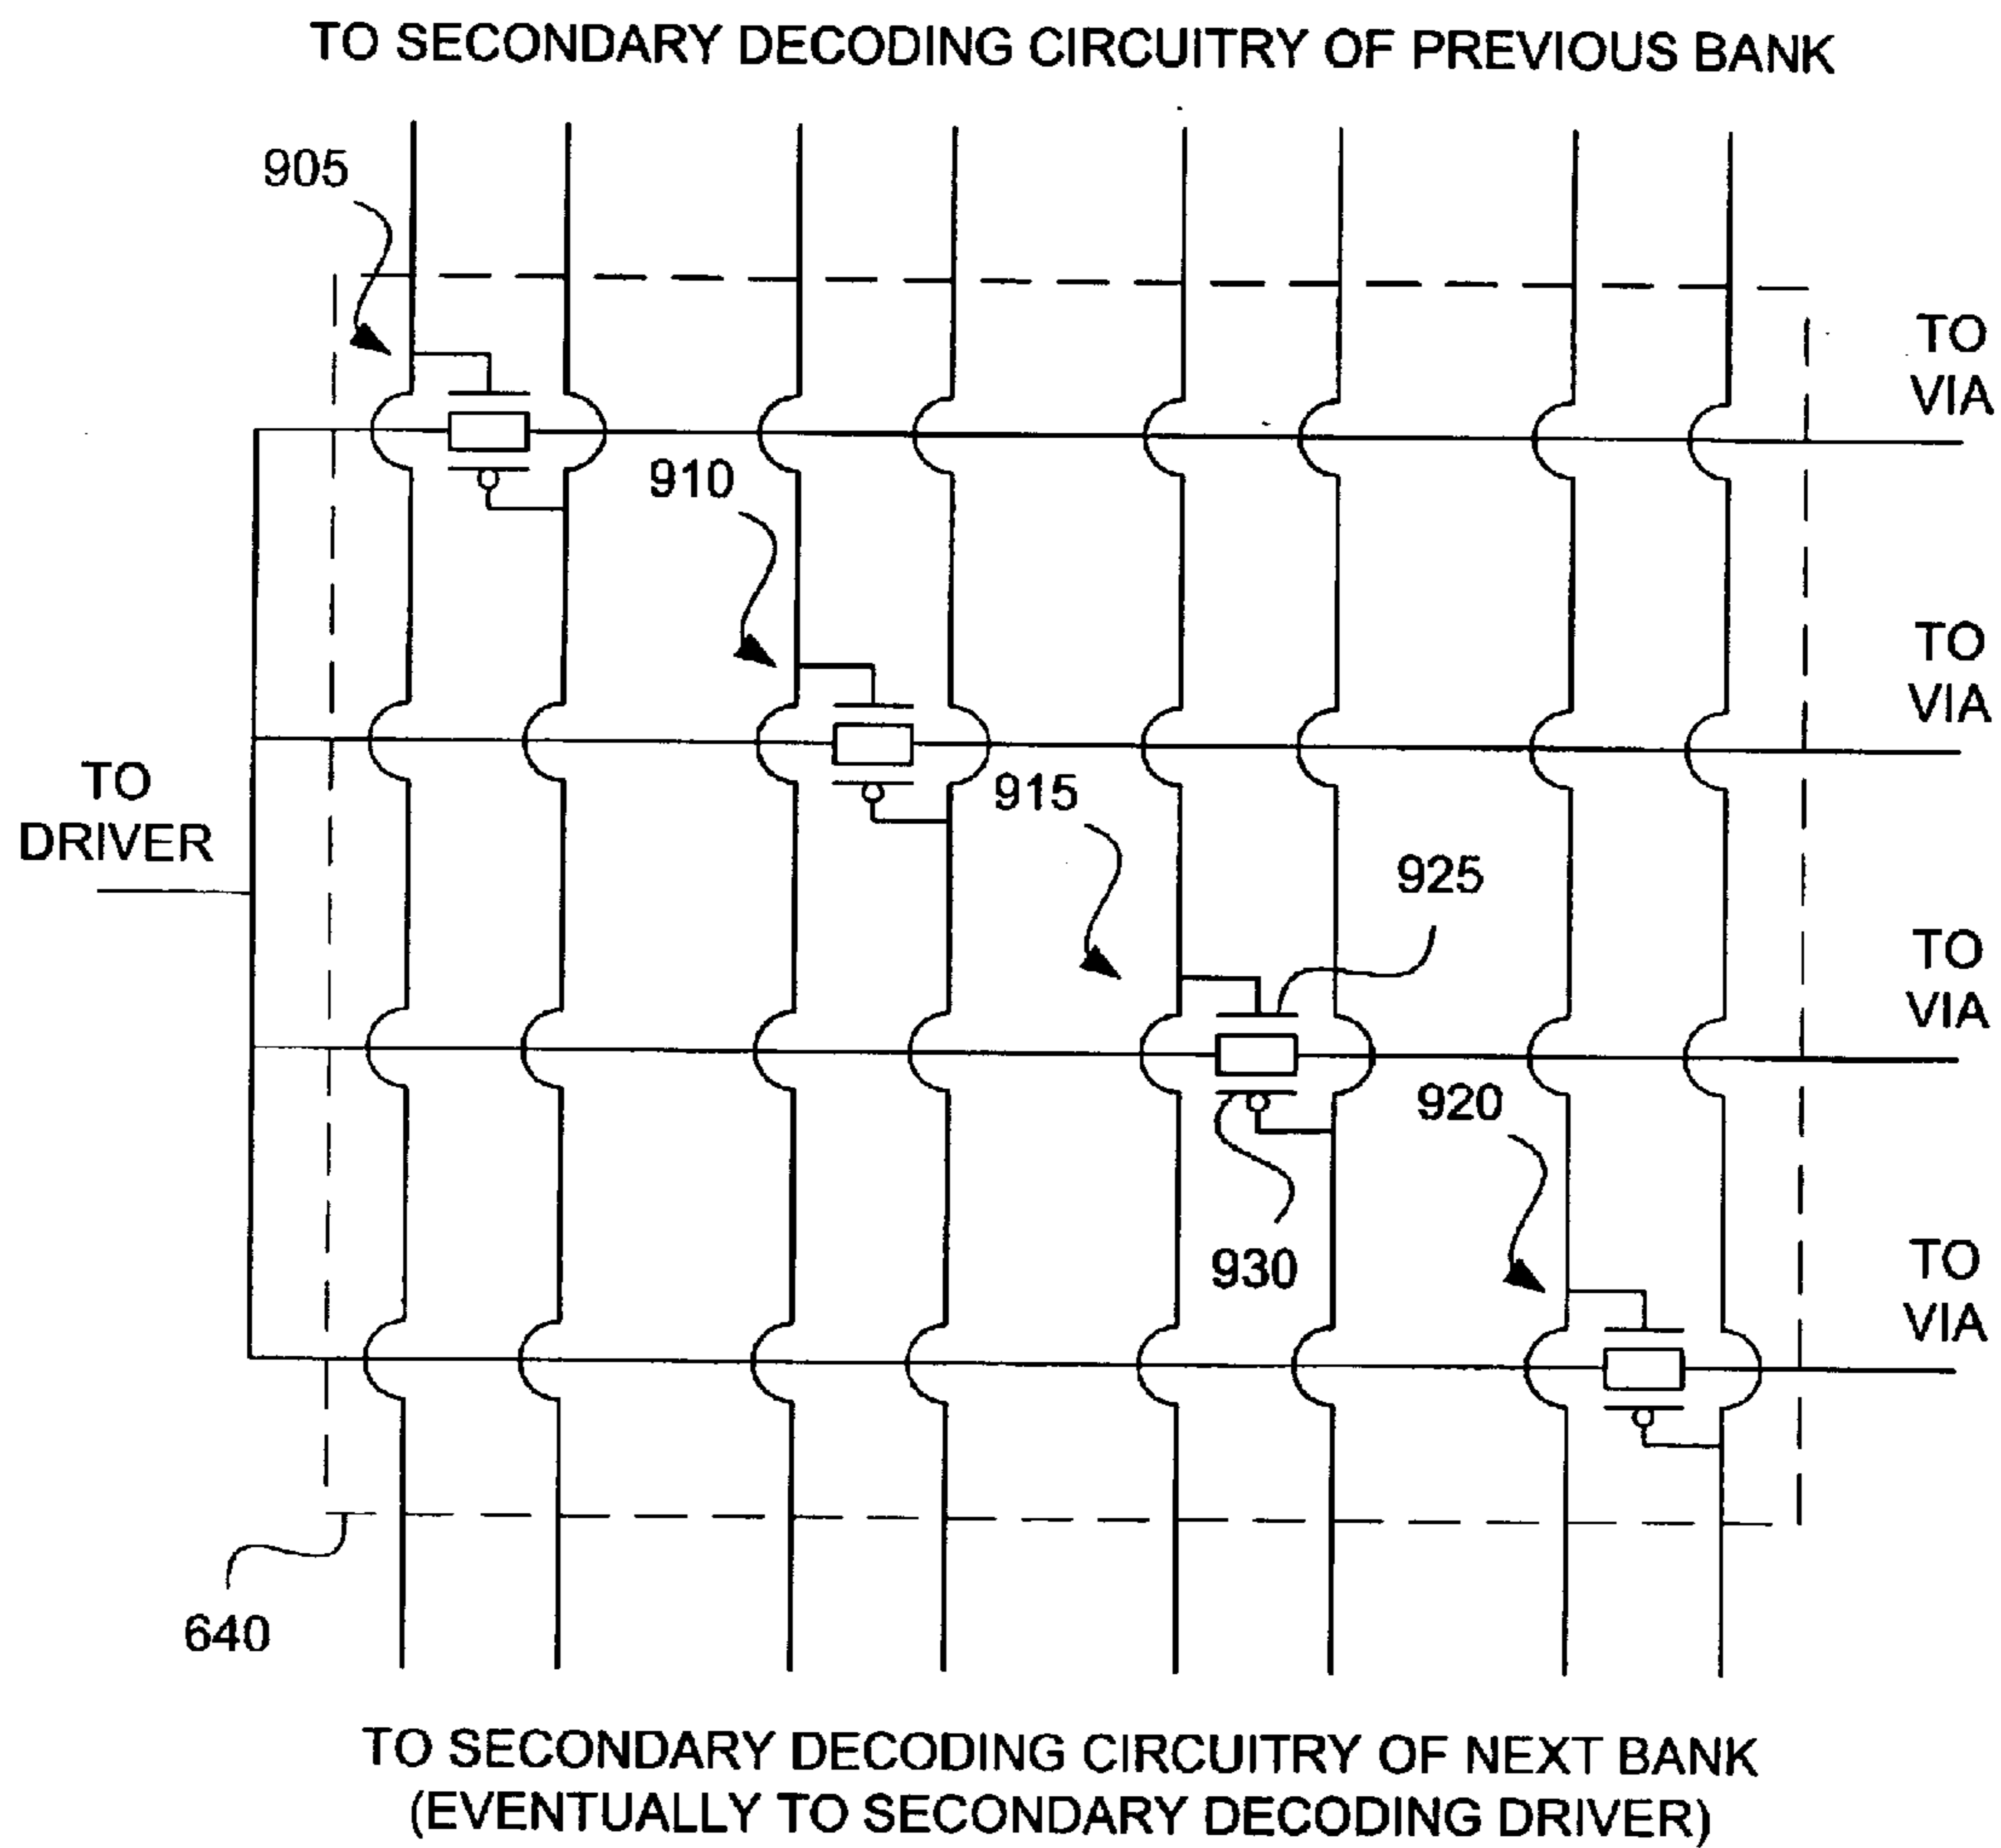 TO SECONDARY DECODING CIRCUITRY OF PREVIOUS BANK
905
TO
VIA
910
TO
VIA
TO
DRIVER
915
925
TO
VIA
920
930
TO
VIA
640
TO SECONDARY DECODING CIRCUITRY OF NEXT BANK
(EVENTUALLY TO SECONDARY DECODING DRIVER)